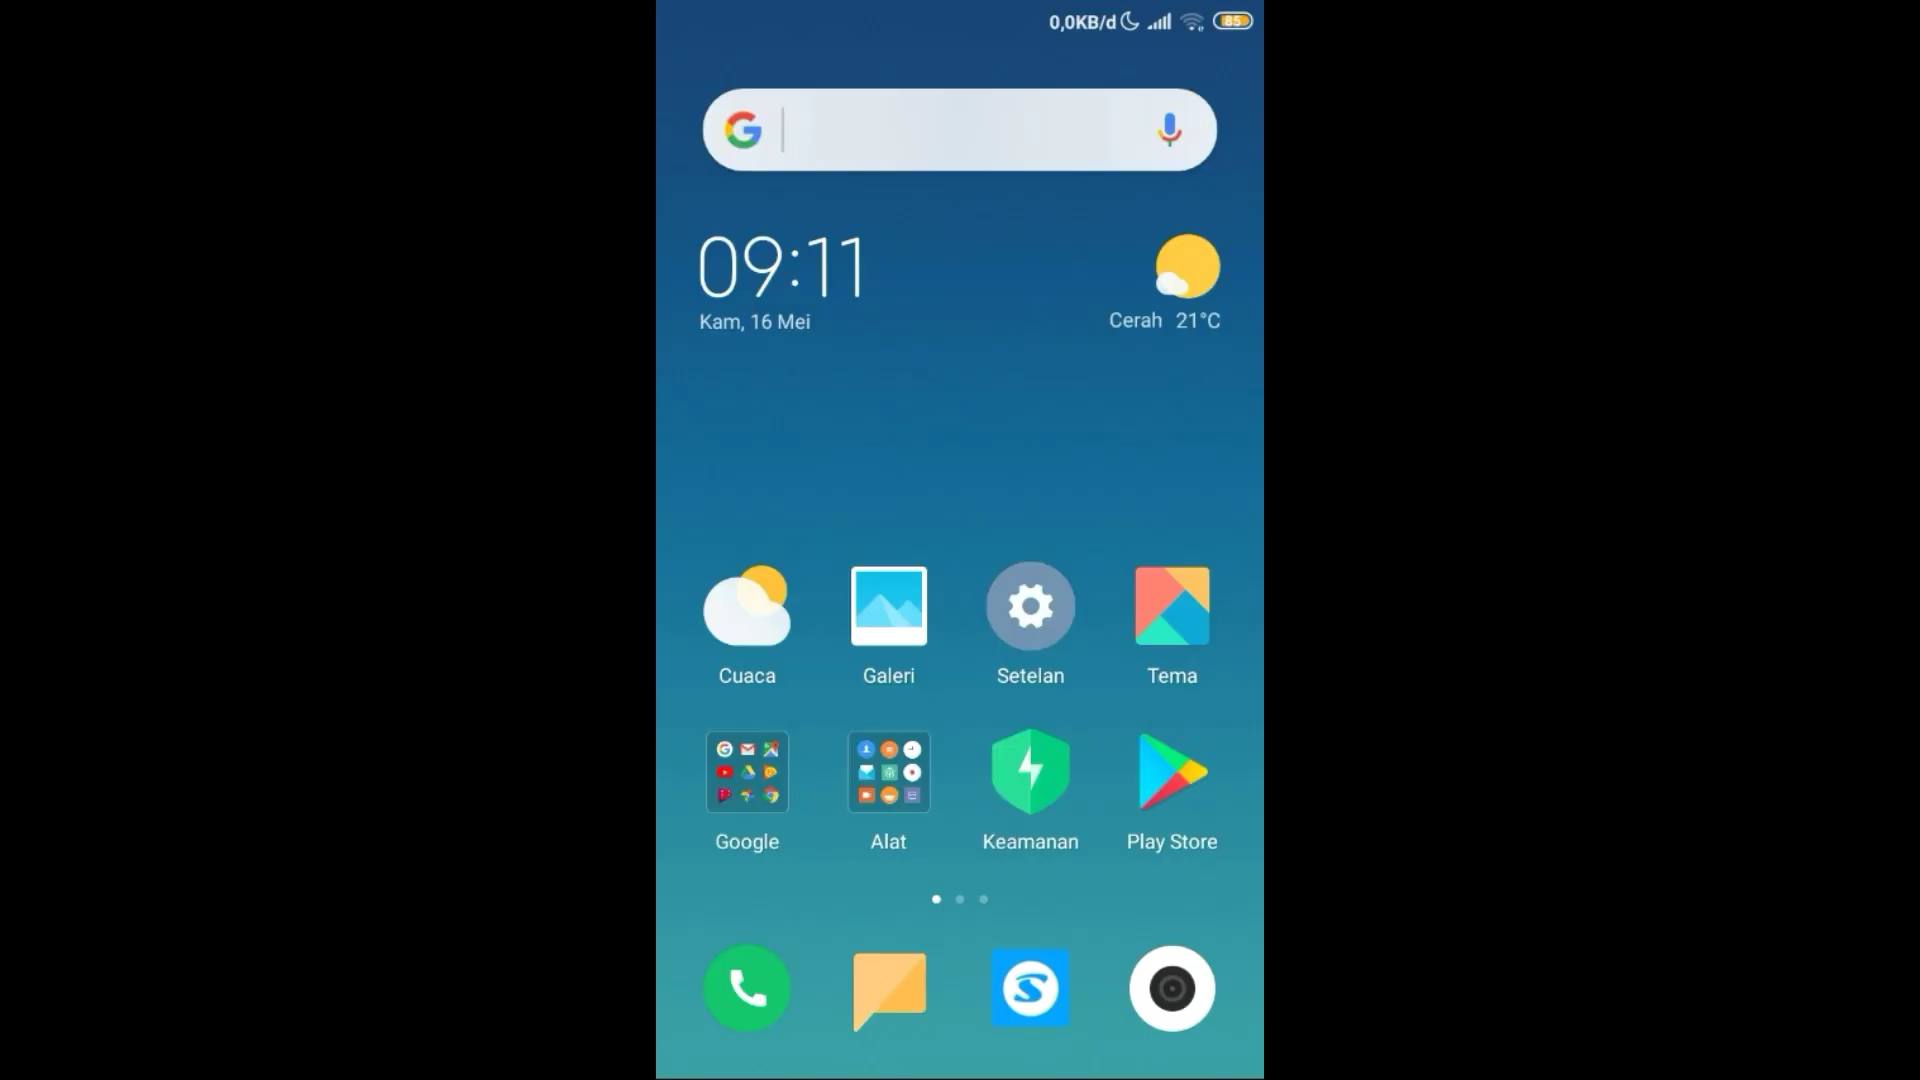 0,0KB/d 85
09:11
Kam, 16 Mei
Cerah 21°C
Cuaca Galeri Setelan Tema
Google Alat Keamanan Play Store